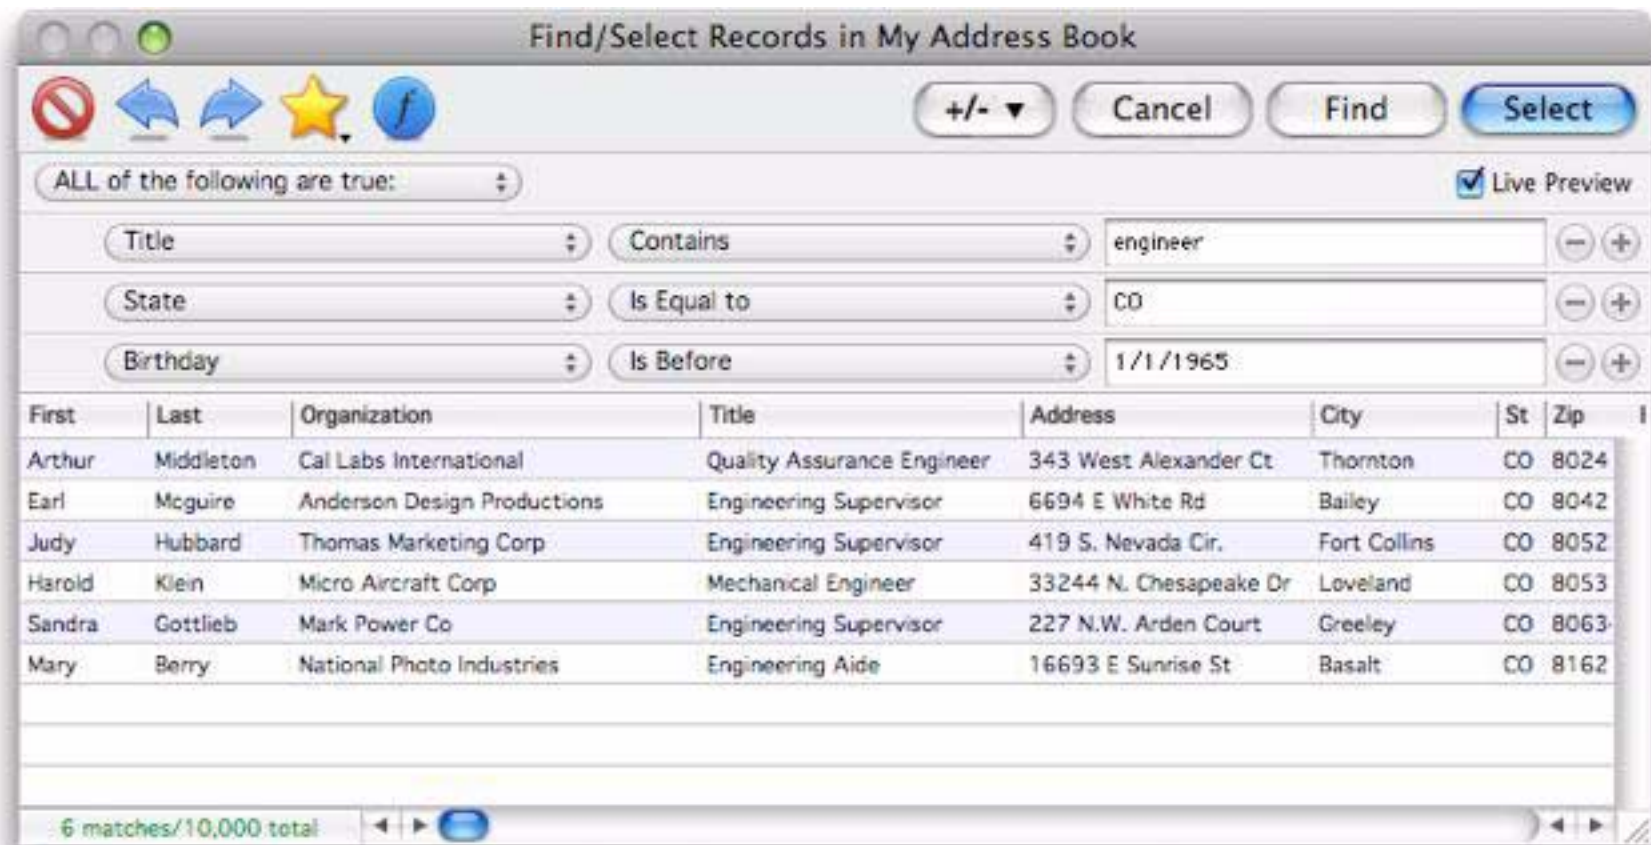 Find/Select Records in My Address Book
+/- ▼ Cancel Find Select
ALL of the following are true: Live Preview
Title Contains engineer
State Is Equal to CO
Birthday Is Before 1/1/1965
First Last Organization Title Address City St Zip
Arthur Middleton Cal Labs International Quality Assurance Engineer 343 West Alexander Ct Thornton CO 8024
Earl Mcguire Anderson Design Productions Engineering Supervisor 6694 E White Rd Bailey CO 8042
Judy Hubbard Thomas Marketing Corp Engineering Supervisor 419 S. Nevada Cir. Fort Collins CO 8052
Harold Klein Micro Aircraft Corp Mechanical Engineer 33244 N. Chesapeake Dr Loveland CO 8053
Sandra Gottlieb Mark Power Co Engineering Supervisor 227 N.W. Arden Court Greeley CO 8063
Mary Berry National Photo Industries Engineering Aide 16693 E Sunrise St Basalt CO 8162
6 matches/10,000 total